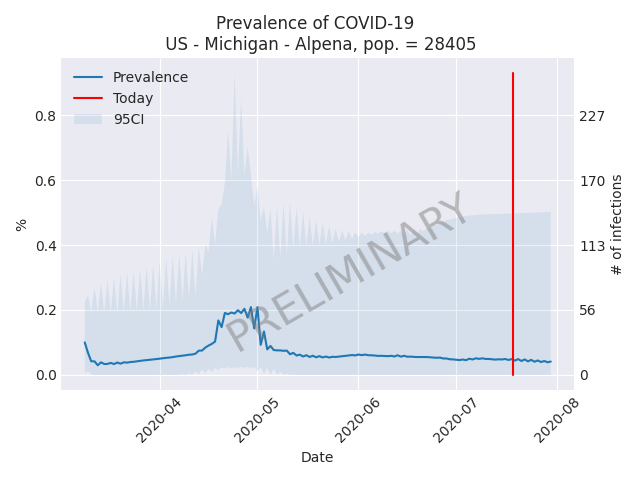 Prevalence of COVID-19
US - Michigan - Alpena, pop. = 28405
Prevalence
Today
95CI
0.8
0.6
0.4
0.2
0.0
%
227
170
113
56
0
# of infections
PRELIMINARY
2020-04
2020-05
2020-06
2020-07
2020-08
Date